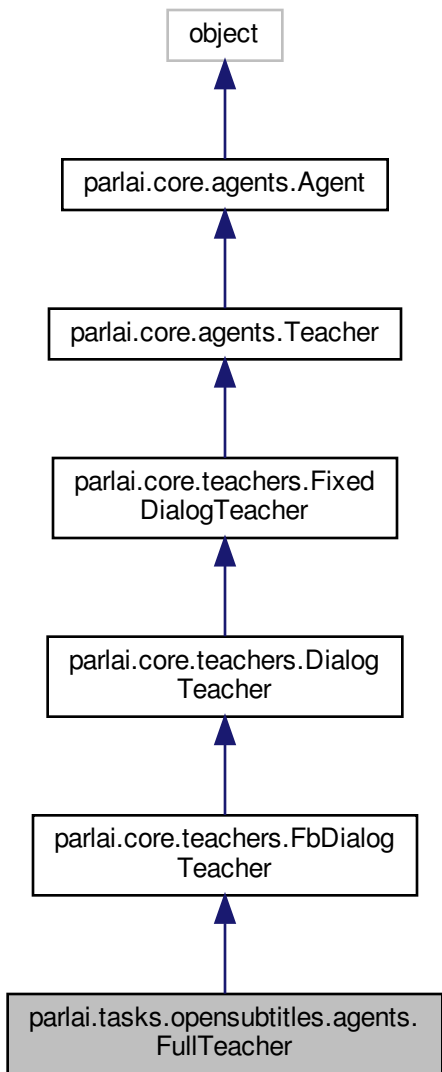 object
parlai.core.agents.Agent
parlai.core.agents.Teacher
parlai.core.teachers.Fixed
DialogTeacher
parlai.core.teachers.Dialog
Teacher
parlai.core.teachers.FbDialog
Teacher
parlai.tasks.opensubtitles.agents.
FullTeacher